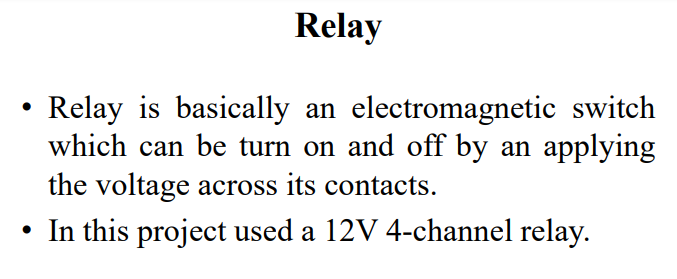 Relay
• Relay is basically an electromagnetic switch
which can be turn on and off by an applying
the voltage across its contacts.
• In this project used a 12V 4-channel relay.